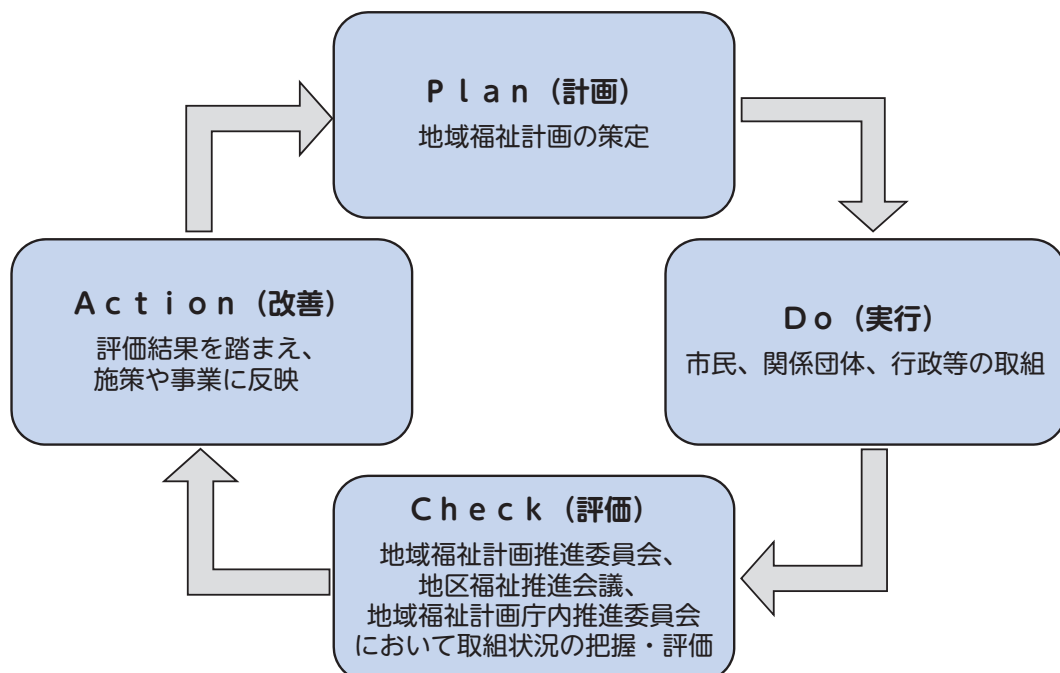 Ｐｌａｎ（計画）
地域福祉計画の策定
Ｄｏ（実行）
市民、関係団体、行政等の取組
Ｃｈｅｃｋ（評価）
地域福祉計画推進委員会、
地区福祉推進会議、
地域福祉計画庁内推進委員会
において取組状況の把握・評価
Ａｃｔｉｏｎ（改善）
評価結果を踏まえ、
施策や事業に反映